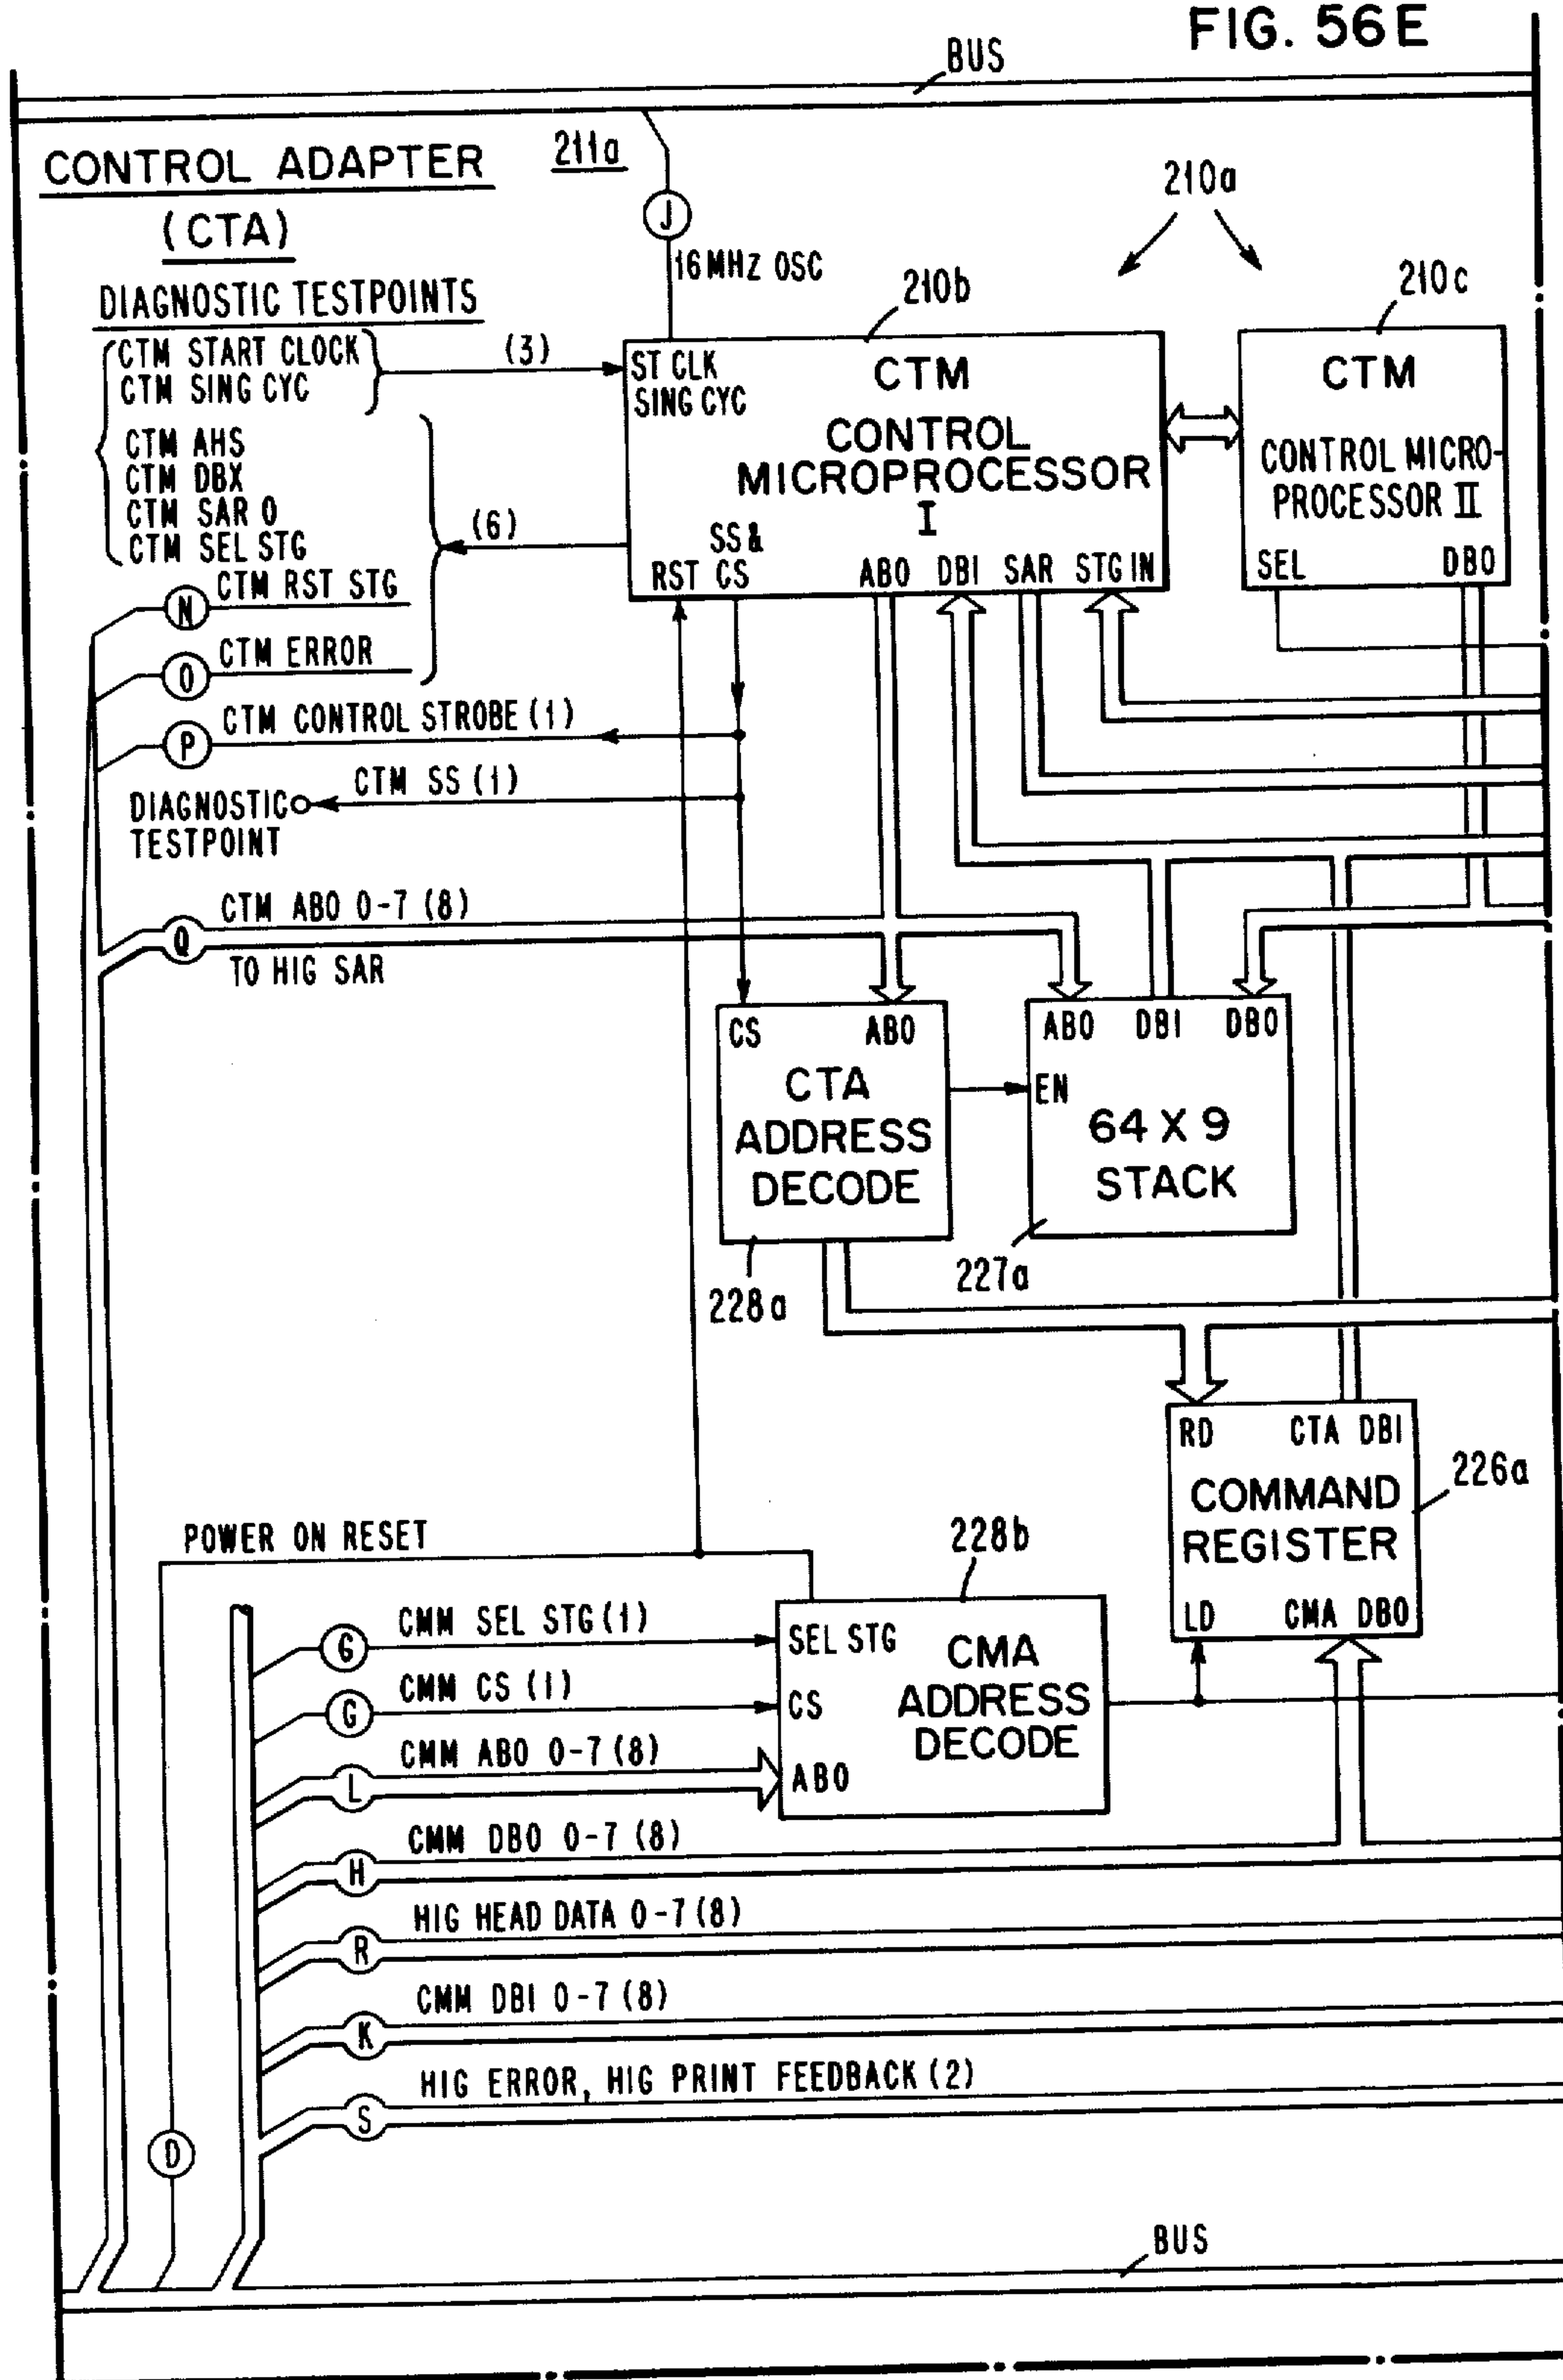 FIG. 56E
BUS
CONTROL ADAPTER
(CTA)
211a
210a
J
16MHZ OSC
210b
210c
DIAGNOSTIC TESTPOINTS
CTM START CLOCK
CTM SING CYC
(3)
CTM AHS
CTM DBX
CTM SAR 0
CTM SEL STG
(6)
N CTM RST STG
O CTM ERROR
P CTM CONTROL STROBE (1)
CTM SS (1)
DIAGNOSTIC
TESTPOINT
ST CLK
SING CYC
CTM
CONTROL
MICROPROCESSOR
I
SS &
RST CS ABO DBI SAR STG IN
CTM
CONTROL MICRO-
PROCESSOR II
SEL DBO
CTM ABO 0-7 (8)
Q
TO HIG SAR
CS ABO
CTA
ADDRESS
DECODE
228a
ABO DBI DBO
EN
64 X 9
STACK
227a
RD CTA DBI
COMMAND
REGISTER
LD CMA DBO
226a
POWER ON RESET
228b
SEL STG
CS
ABO
CMA
ADDRESS
DECODE
G CMM SEL STG (1)
G CMM CS (1)
L CMM ABO 0-7 (8)
H CMM DBO 0-7 (8)
R HIG HEAD DATA 0-7 (8)
K CMM DBI 0-7 (8)
S HIG ERROR, HIG PRINT FEEDBACK (2)
D
BUS